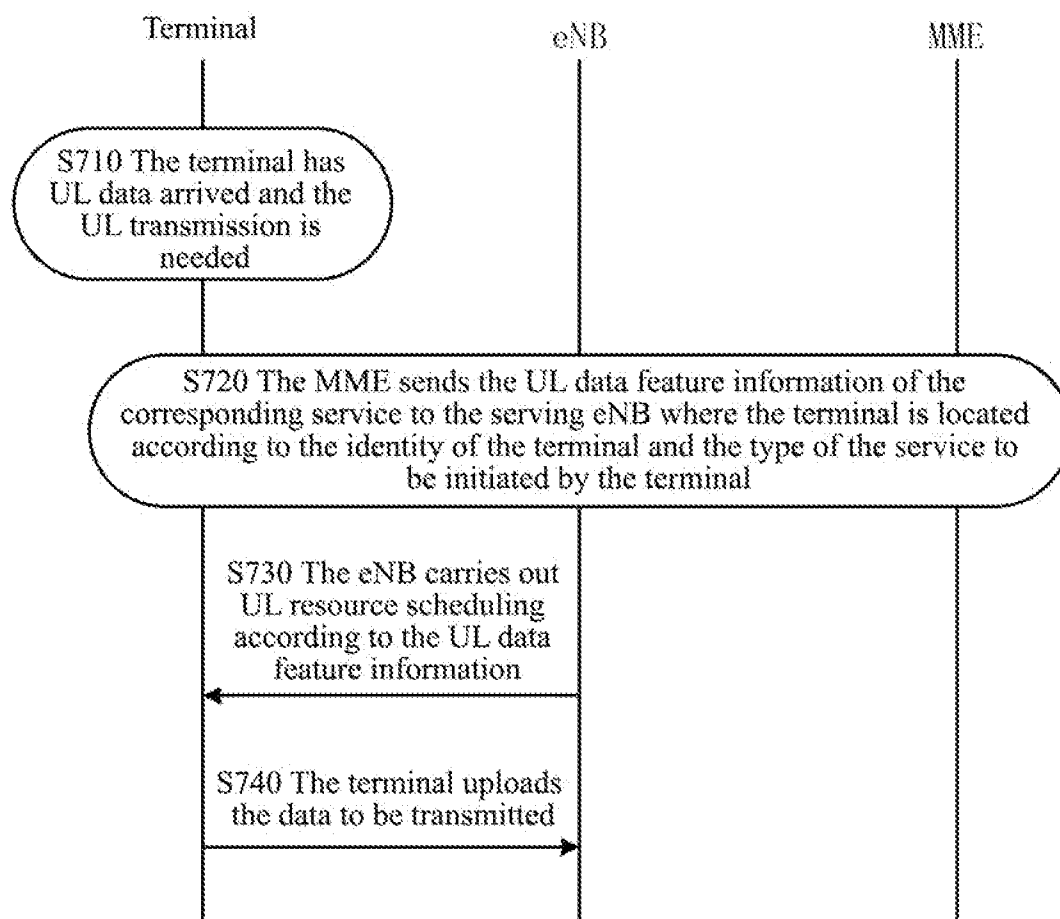 Terminal
eNB
MME
S710 The terminal has
UL data arrived and the
UL transmission is
needed
S720 The MME sends the UL data feature information of the
corresponding service to the serving eNB where the terminal is located
according to the identity of the terminal and the type of the service to
be initiated by the terminal
S730 The eNB carries out
UL resource scheduling
according to the UL data
feature information
S740 The terminal uploads
the data to be transmitted